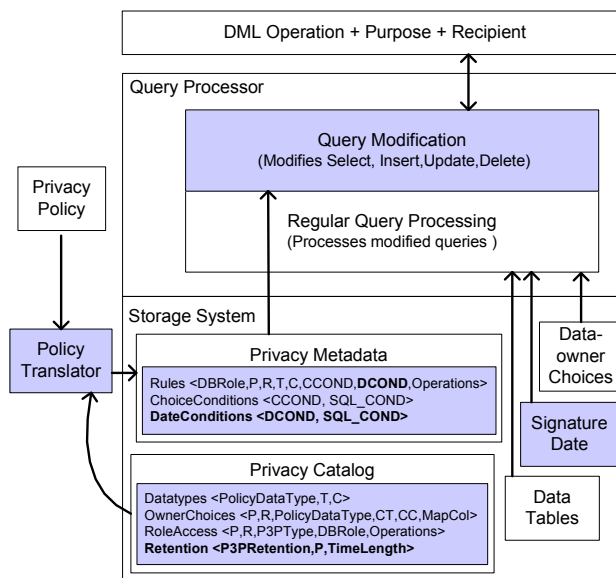 DML Operation + Purpose + Recipient
Query Processor
Query Modification
(Modifies Select, Insert,Update,Delete)
Regular Query Processing
(Processes modified queries )
Privacy
Policy
Policy
Translator
Storage System
Privacy Metadata
Rules <DBRole,P,R,T,C,CCOND,DCOND,Operations>
ChoiceConditions <CCOND, SQL_COND>
DateConditions <DCOND, SQL_COND>
Privacy Catalog
Datatypes <PolicyDataType,T,C>
OwnerChoices <P,R,PolicyDataType,CT,CC,MapCol>
RoleAccess <P,R,P3PType,DBRole,Operations>
Retention <P3PRetention,P,TimeLength>
Data-
owner
Choices
Signature
Date
Data
Tables